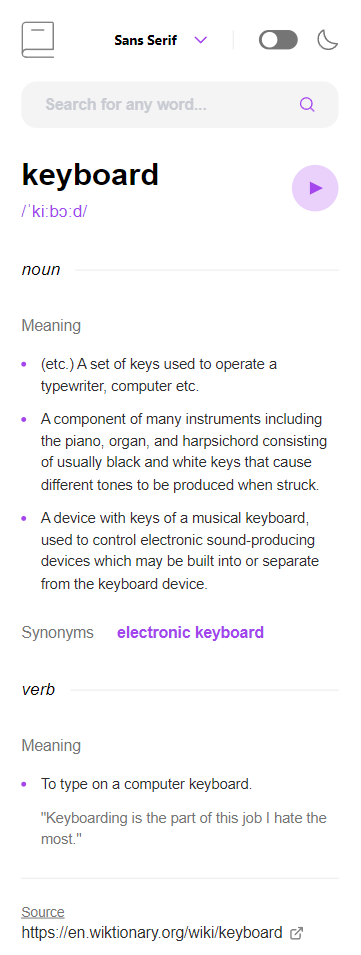 Sans Serif
Search for any word...
keyboard
/ˈkiːbɔːd/
noun
Meaning
(etc.) A set of keys used to operate a
typewriter, computer etc.
A component of many instruments including
the piano, organ, and harpsichord consisting
of usually black and white keys that cause
different tones to be produced when struck.
A device with keys of a musical keyboard,
used to control electronic sound-producing
devices which may be built into or separate
from the keyboard device.
Synonyms electronic keyboard
verb
Meaning
To type on a computer keyboard.
"Keyboarding is the part of this job I hate the
most."
Source
https://en.wiktionary.org/wiki/keyboard